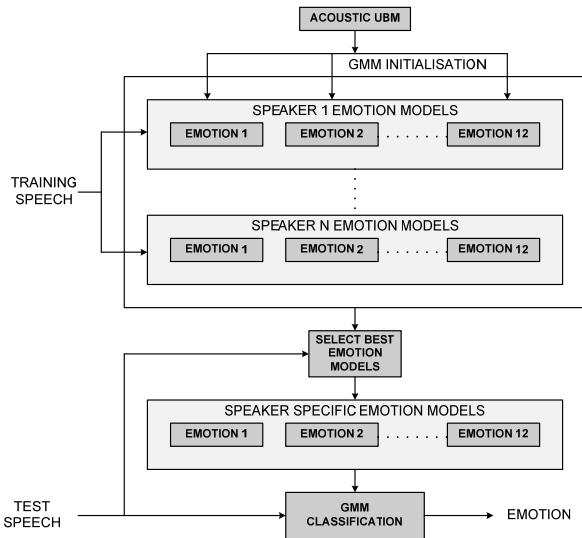 ACOUSTIC UBM
GMM INITIALISATION
SPEAKER 1 EMOTION MODELS
EMOTION 1 EMOTION 2 . . . . . . . EMOTION 12
TRAINING
SPEECH
SPEAKER N EMOTION MODELS
EMOTION 1 EMOTION 2 . . . . . . . EMOTION 12
SELECT BEST
EMOTION
MODELS
SPEAKER SPECIFIC EMOTION MODELS
EMOTION 1 EMOTION 2 . . . . . . . EMOTION 12
TEST
SPEECH
GMM
CLASSIFICATION
EMOTION